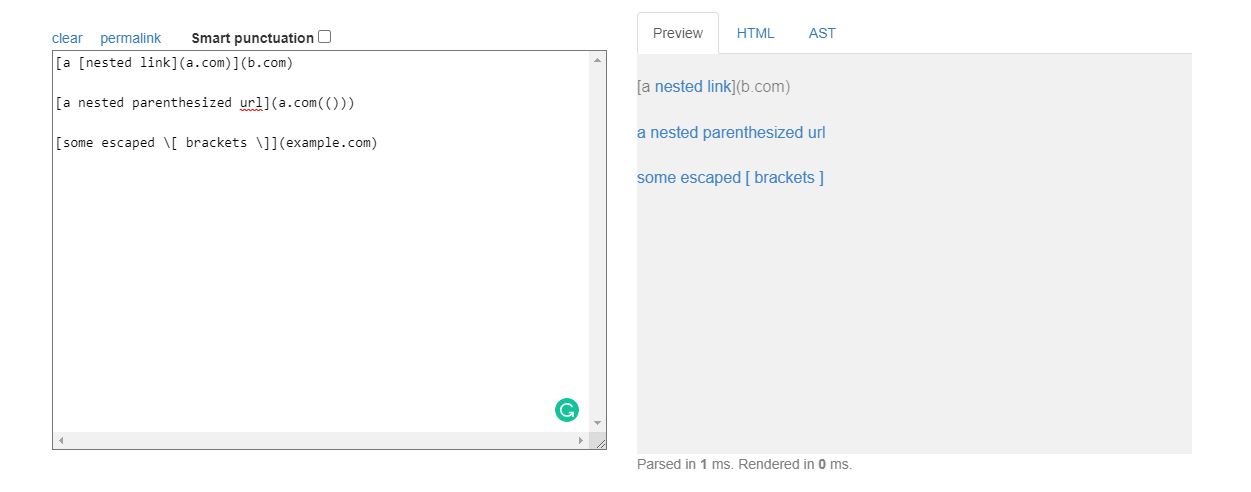 clear permalink Smart punctuation
[a [nested link](a.com)](b.com)
[a nested parenthesized url](a.com(()))
[some escaped \[ brackets \]](example.com)
Preview HTML AST
[a nested link](b.com)
a nested parenthesized url
some escaped [ brackets ]
Parsed in 1 ms. Rendered in 0 ms.